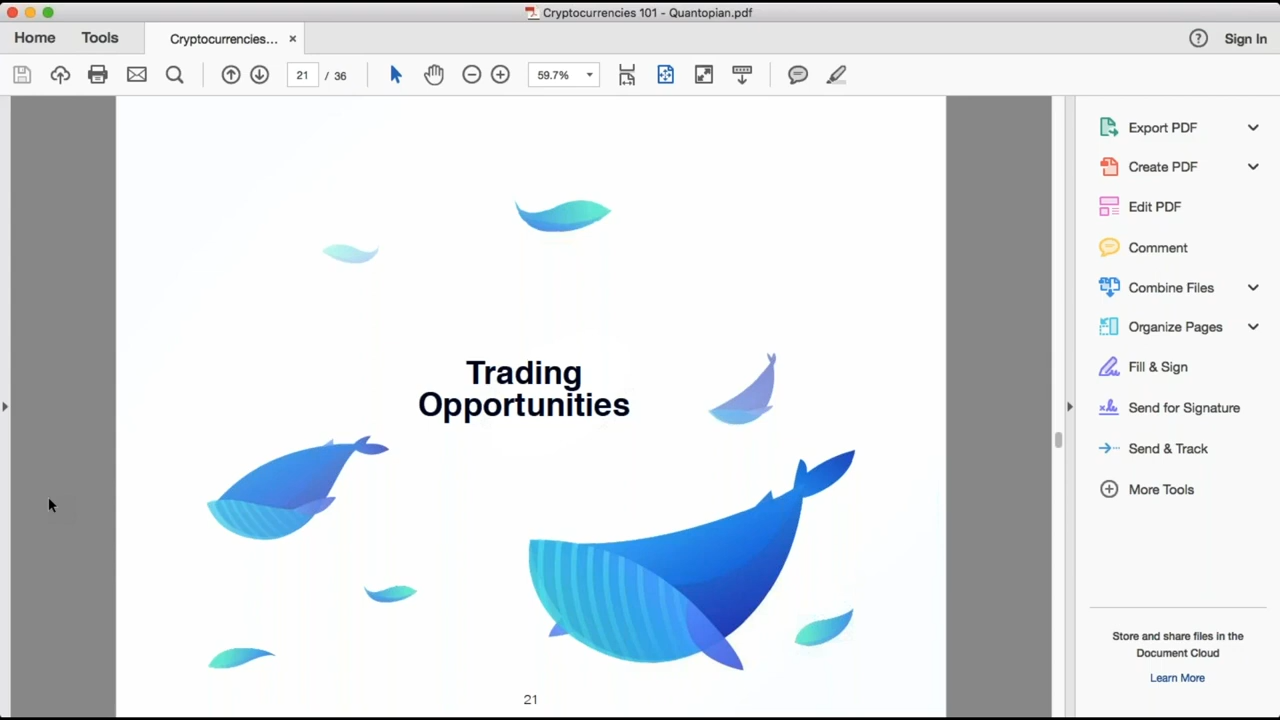 Cryptocurrencies 101 - Quantopian.pdf
Home Tools Cryptocurrencies... × ? Sign In
21 / 36 59.7%
Export PDF
Create PDF
Edit PDF
Comment
Combine Files
Organize Pages
Fill & Sign
Send for Signature
Send & Track
More Tools
Store and share files in the
Document Cloud
Learn More
Trading
Opportunities
21